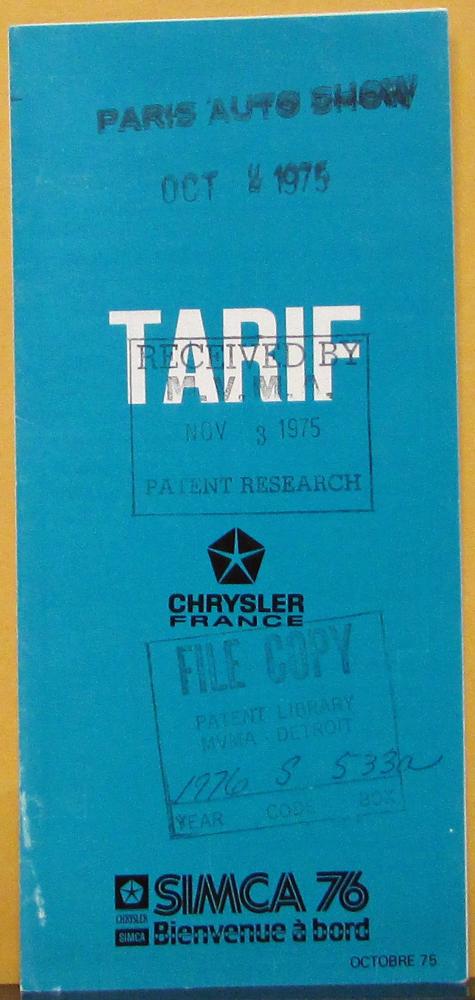 PARIS AUTO SHOW
OCT 1975
TARIF
RECEIVED BY
M.V.M.A.
NOV 3 1975
PATENT RESEARCH
CHRYSLER
FRANCE
FILE COPY
PATENT LIBRARY
MVMA - DETROIT
1976 S 533a
YEAR CODE BOX
SIMCA 76
CHRYSLER
SIMCA Bienvenue à bord
OCTOBRE 75